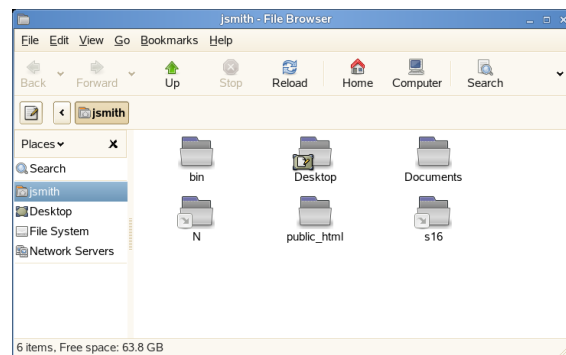 jsmith - File Browser
File Edit View Go Bookmarks Help
Back Forward Up Stop Reload Home Computer Search
jsmith
Places
Search
jsmith
Desktop
File System
Network Servers
bin Desktop Documents
N public_html s16
6 items, Free space: 63.8 GB